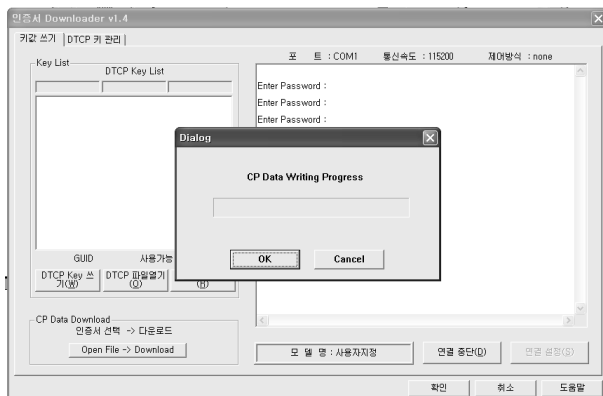 인증서 Downloader v1.4
키값 쓰기 DTCP 키 관리
Key List
DTCP Key List
포 트 : COM1 통신속도 : 115200 제어방식 : none
Enter Password :
Enter Password :
Enter Password :
Dialog
CP Data Writing Progress
OK Cancel
GUID 사용가능
DTCP Key 쓰기(W) DTCP 파일열기(O) (H)
CP Data Download
인증서 선택 -> 다운로드
Open File -> Download
모 델 명 : 사용자지정
연결 중단(D) 연결 설정(S)
확인 취소 도움말